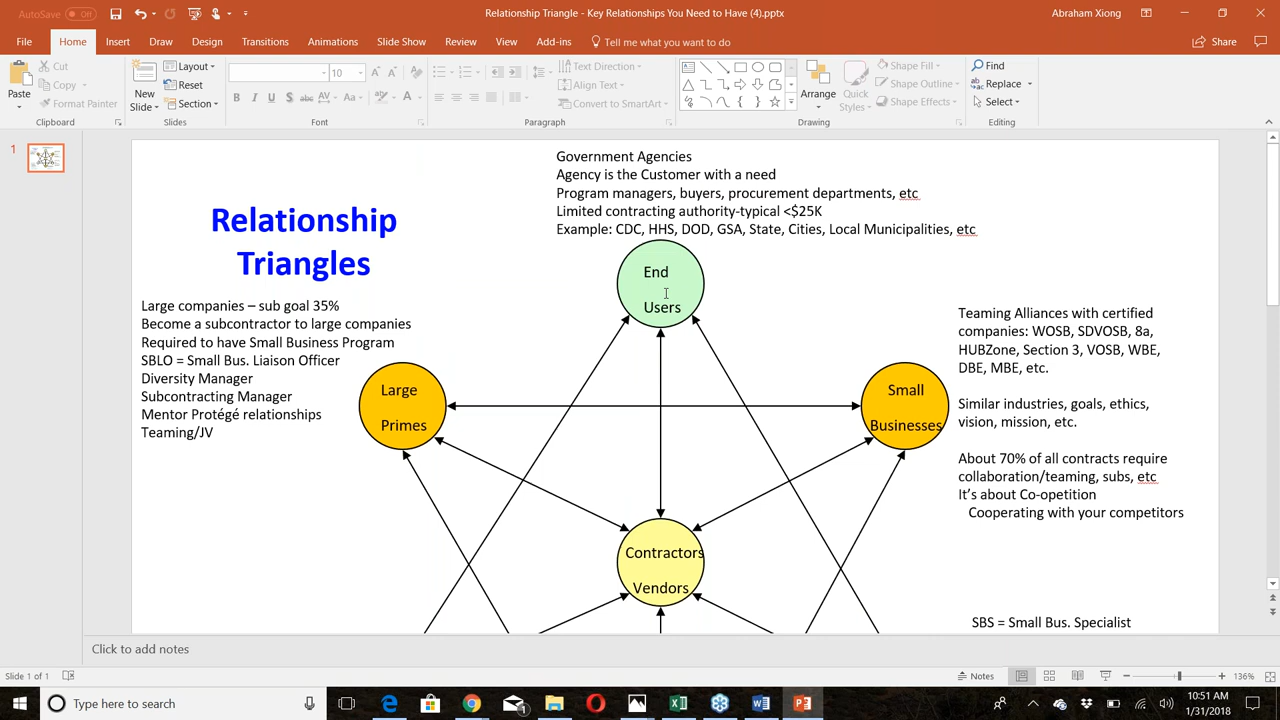 AutoSave Off
Relationship Triangle - Key Relationships You Need to Have (4).pptx
Abraham Xiong
File Home Insert Draw Design Transitions Animations Slide Show Review View Add-ins Tell me what you want to do Share
Paste
Cut
Copy
Format Painter
Clipboard
New
Slide
Layout
Reset
Section
Slides
10
Font
Text Direction
Align Text
Convert to SmartArt
Paragraph
Arrange
Quick
Styles
Shape Fill
Shape Outline
Shape Effects
Drawing
Find
Replace
Select
Editing
1
Government Agencies
Agency is the Customer with a need
Program managers, buyers, procurement departments, etc
Limited contracting authority-typical <$25K
Example: CDC, HHS, DOD, GSA, State, Cities, Local Municipalities, etc
Relationship
Triangles
Large companies – sub goal 35%
Become a subcontractor to large companies
Required to have Small Business Program
SBLO = Small Bus. Liaison Officer
Diversity Manager
Subcontracting Manager
Mentor Protégé relationships
Teaming/JV
End
Users
Large
Primes
Small
Businesses
Contractors
Vendors
Teaming Alliances with certified
companies: WOSB, SDVOSB, 8a,
HUBZone, Section 3, VOSB, WBE,
DBE, MBE, etc.
Similar industries, goals, ethics,
vision, mission, etc.
About 70% of all contracts require
collaboration/teaming, subs, etc
It's about Co-opetition
Cooperating with your competitors
SBS = Small Bus. Specialist
Click to add notes
Slide 1 of 1
Notes
136%
Type here to search
1
10:51 AM
1/31/2018